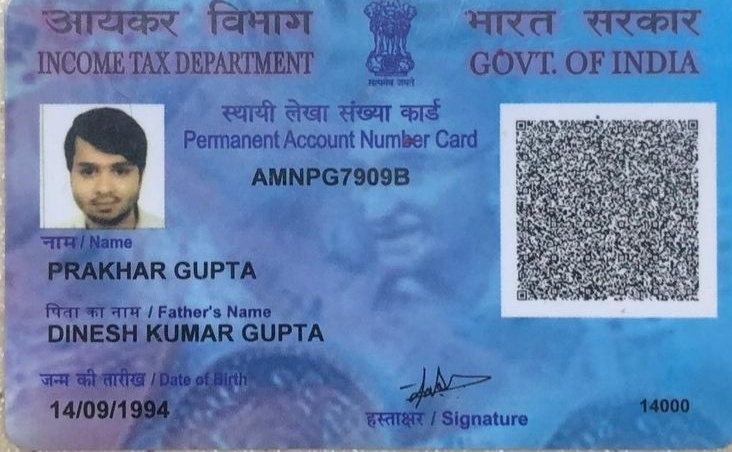 आयकर विभाग
INCOME TAX DEPARTMENT
सत्यमेव जयते
भारत सरकार
GOVT. OF INDIA
स्थायी लेखा संख्या कार्ड
Permanent Account Number Card
AMNPG7909B
नाम / Name
PRAKHAR GUPTA
पिता का नाम / Father's Name
DINESH KUMAR GUPTA
जन्म की तारीख / Date of Birth
14/09/1994
हस्ताक्षर / Signature
14000